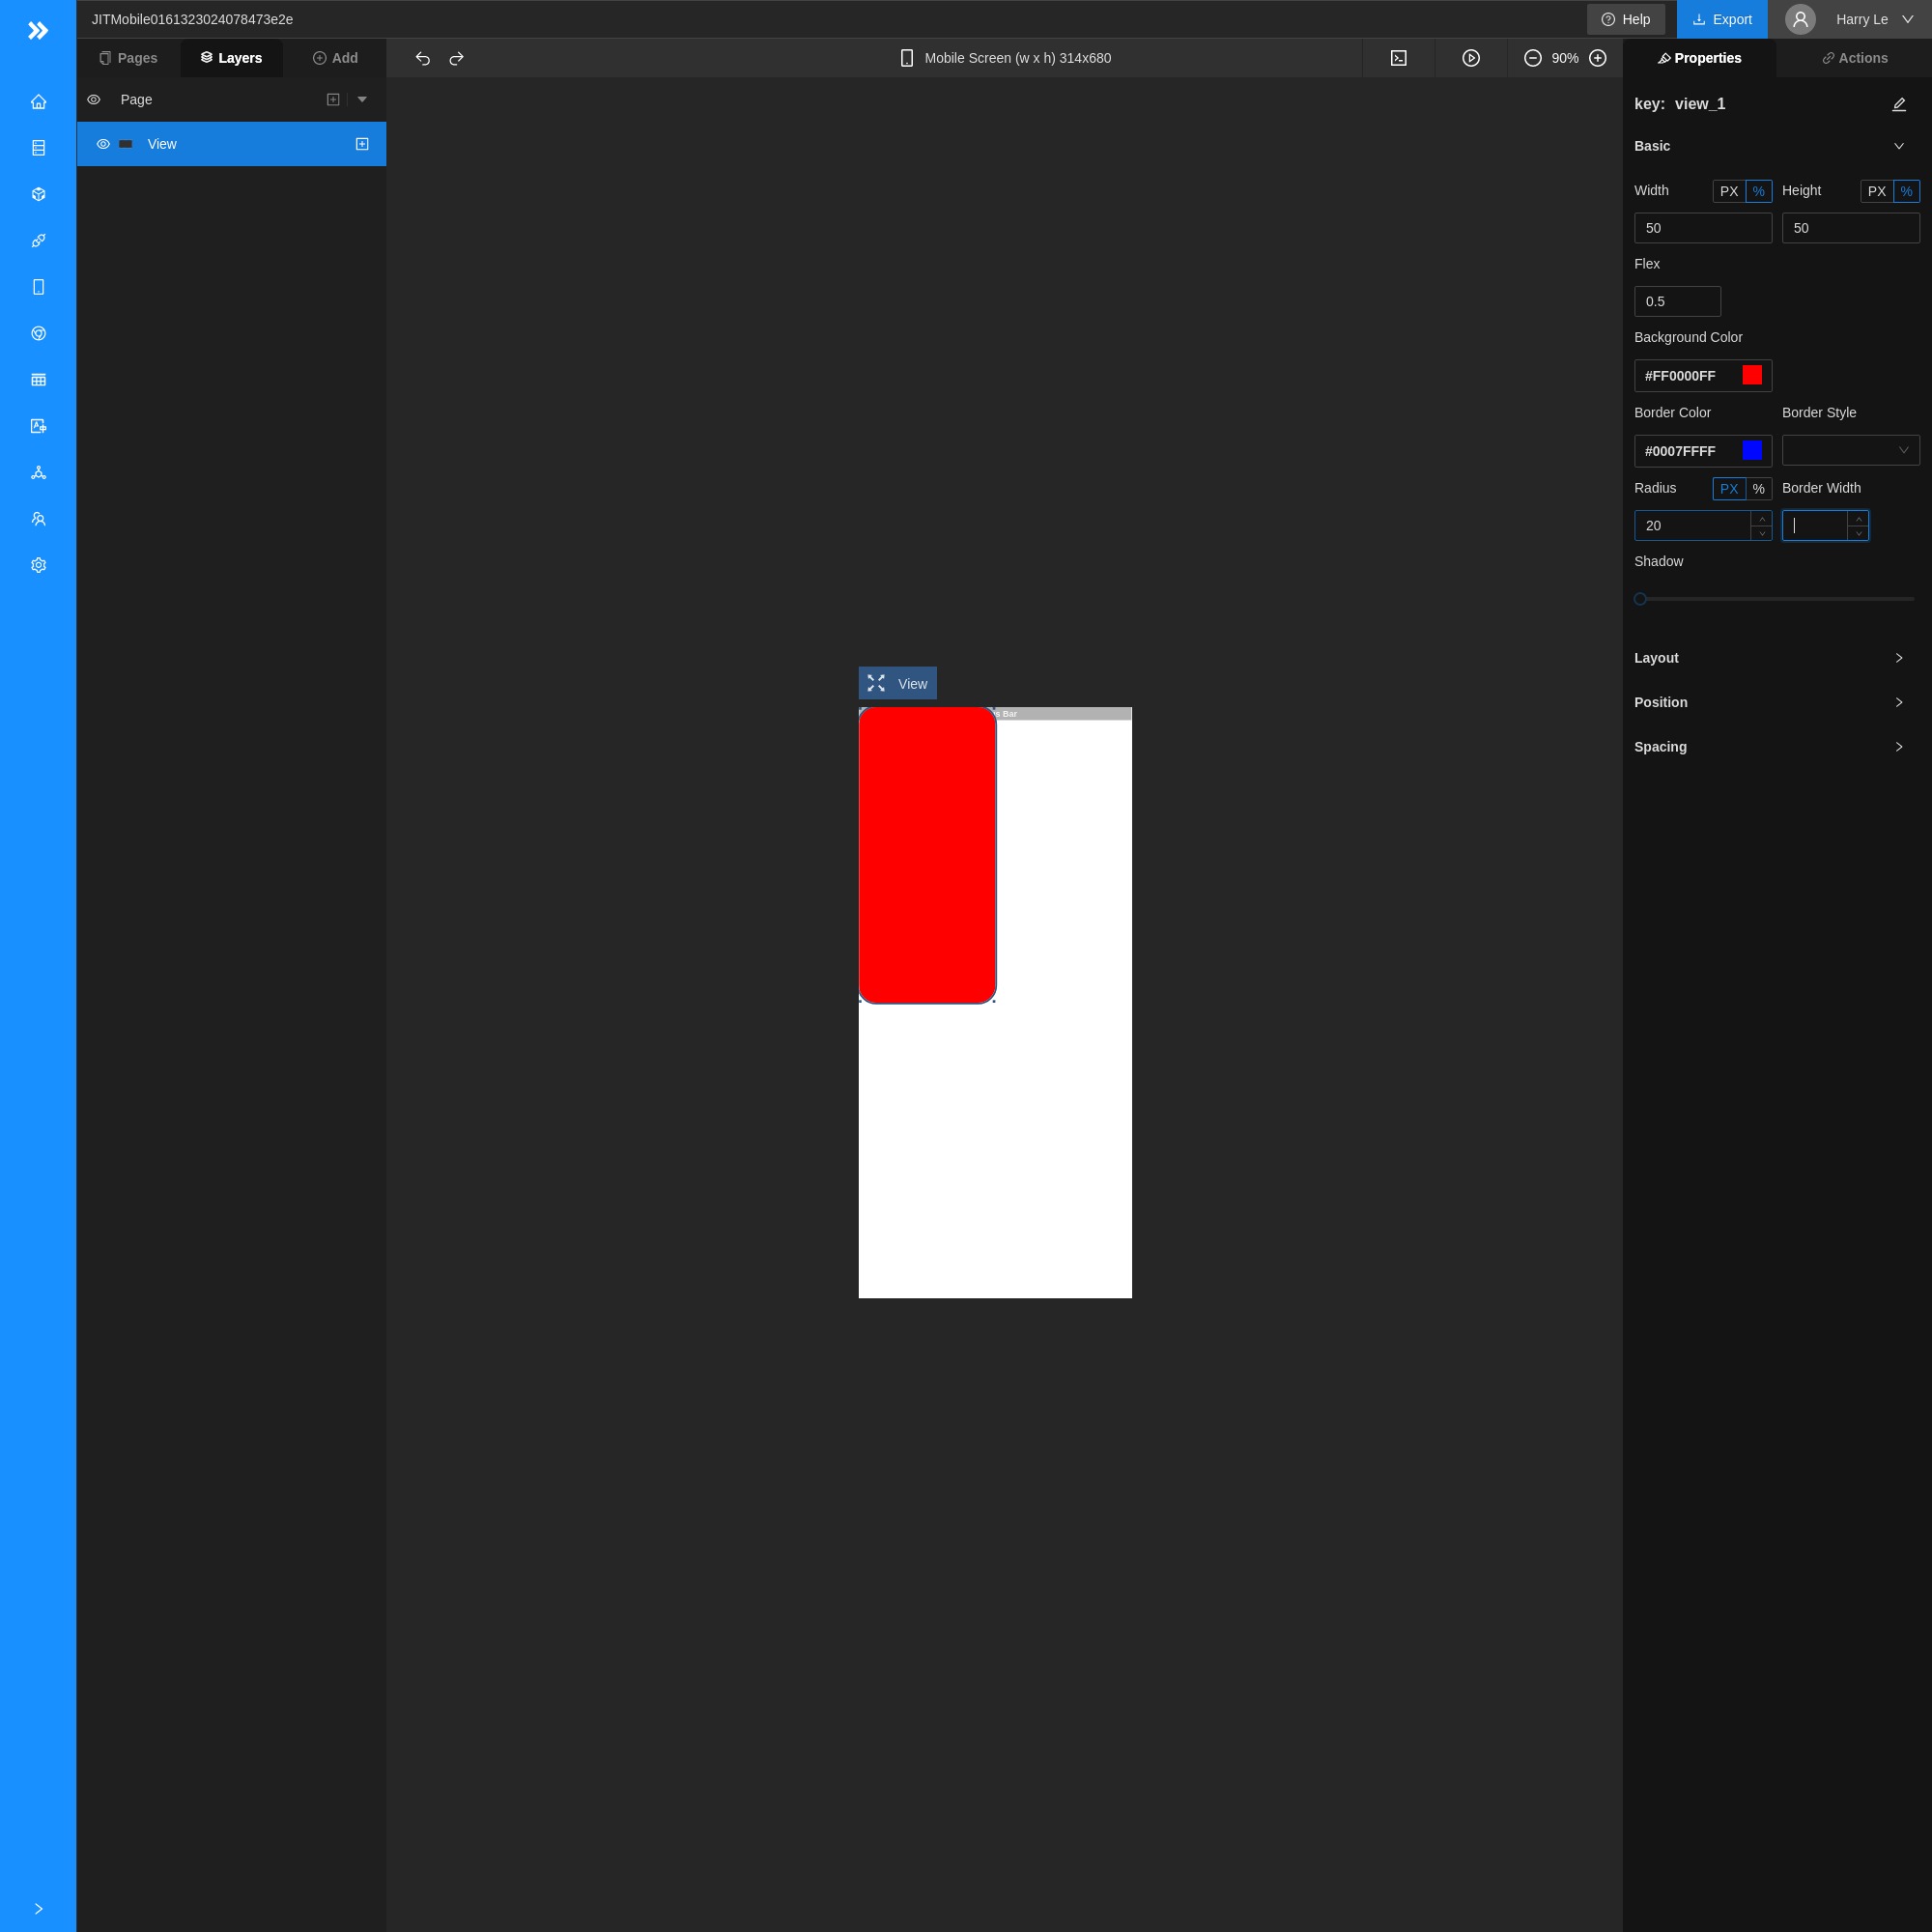 JITMobile0161323024078473e2e
Help
Export
Harry Le
Pages
Layers
Add
Mobile Screen (w x h) 314x680
90%
Properties
Actions
Page
View
key: view_1
Basic
Width PX % Height PX %
50 50
Flex
0.5
Background Color
#FF0000FF
Border Color Border Style
#0007FFFF
Radius PX % Border Width
20
Shadow
Layout
Position
Spacing
View
s Bar